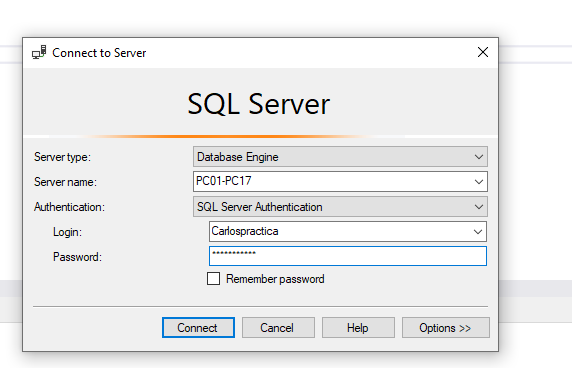 Connect to Server
SQL Server
Server type: Database Engine
Server name: PC01-PC17
Authentication: SQL Server Authentication
Login: Carlospractica
Password: ***********
Remember password
Connect Cancel Help Options >>